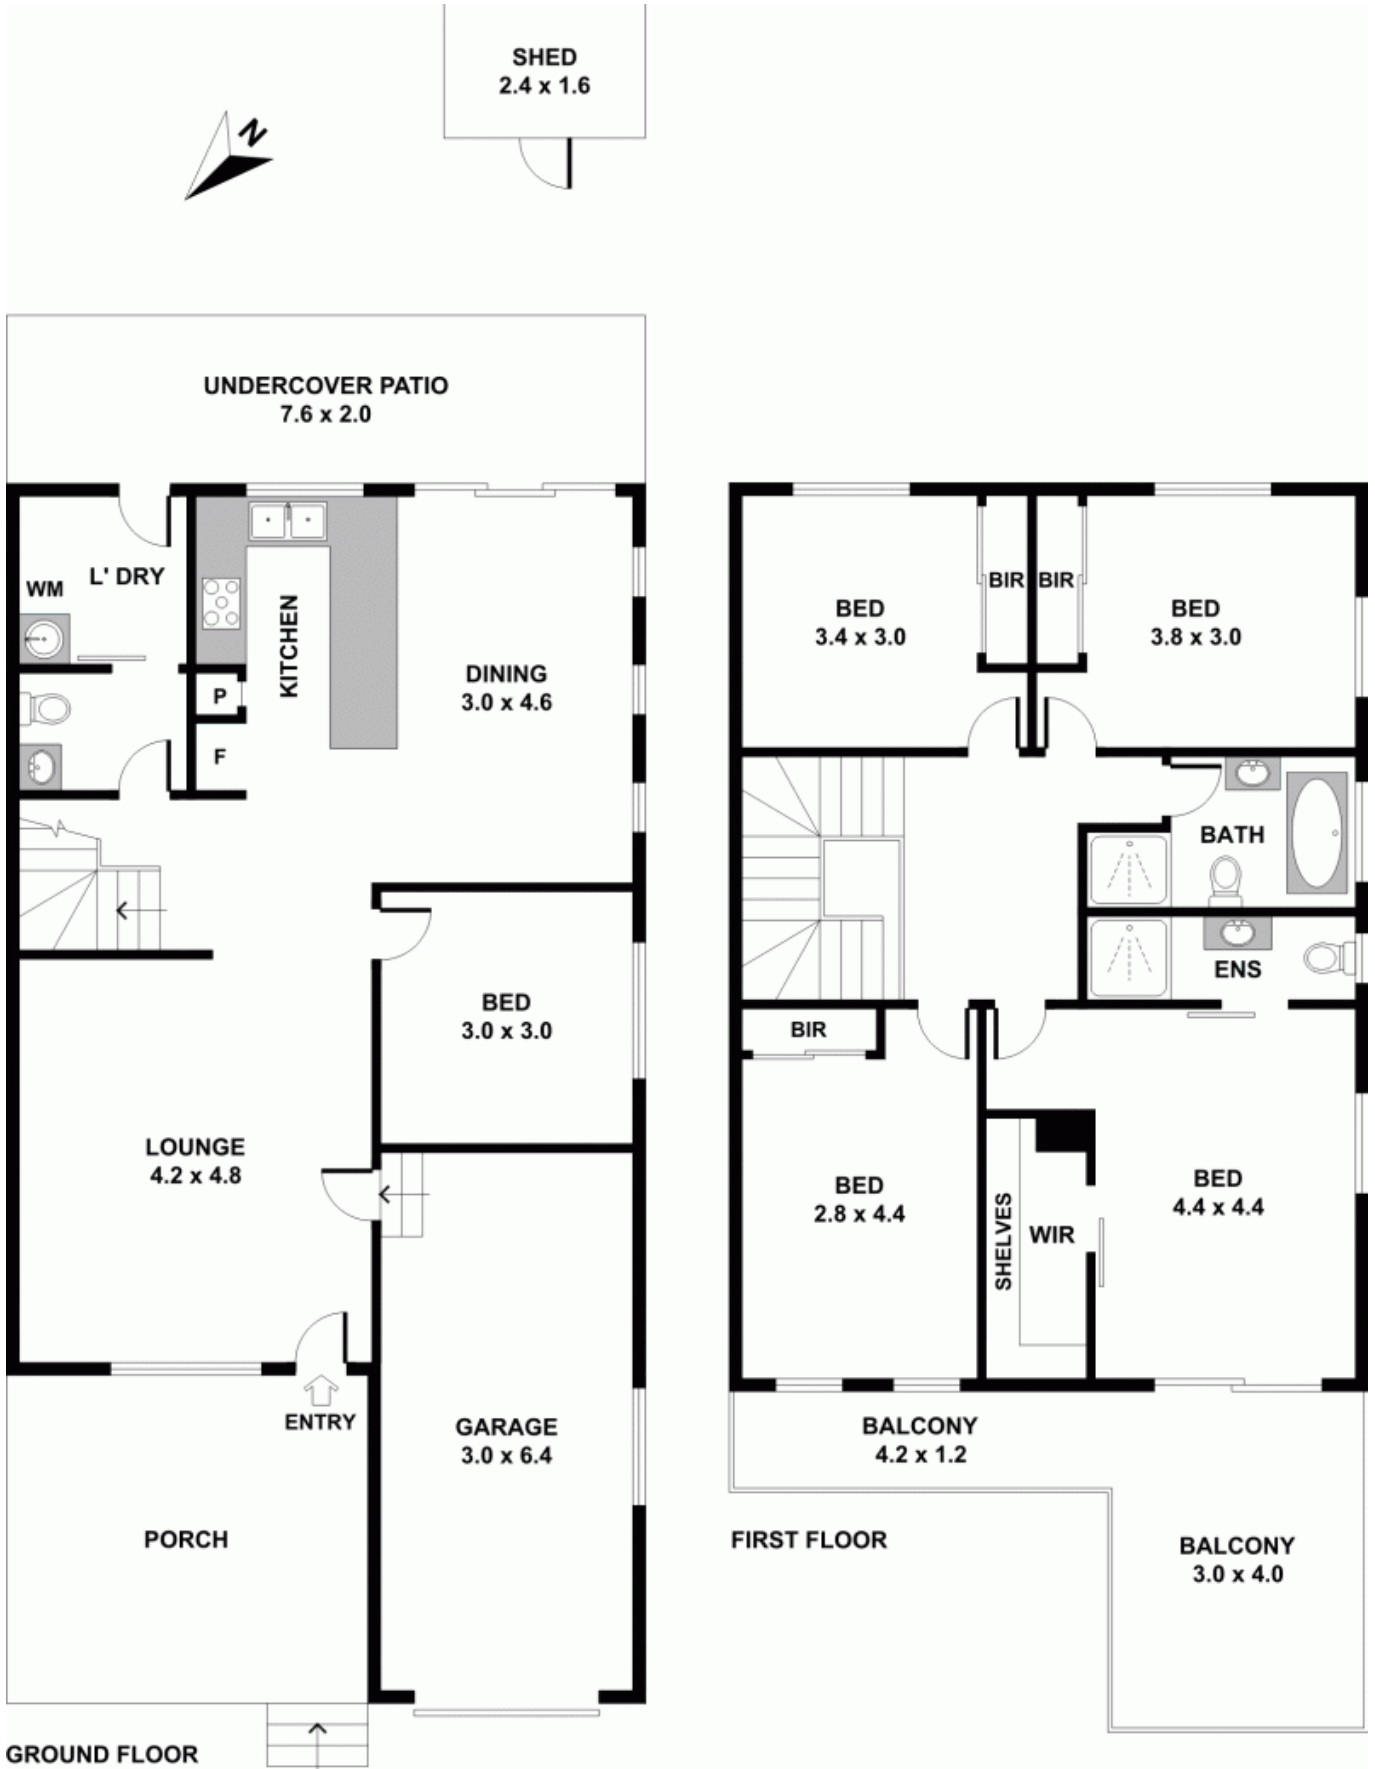 SHED
2.4 x 1.6
N
UNDERCOVER PATIO
7.6 x 2.0
L' DRY
WM
KITCHEN
P
F
DINING
3.0 x 4.6
BED
3.0 x 3.0
LOUNGE
4.2 x 4.8
ENTRY
GARAGE
3.0 x 6.4
PORCH
GROUND FLOOR
BIR
BIR
BED
3.4 x 3.0
BED
3.8 x 3.0
BATH
ENS
BIR
BED
2.8 x 4.4
SHELVES
WIR
BED
4.4 x 4.4
BALCONY
4.2 x 1.2
FIRST FLOOR
BALCONY
3.0 x 4.0